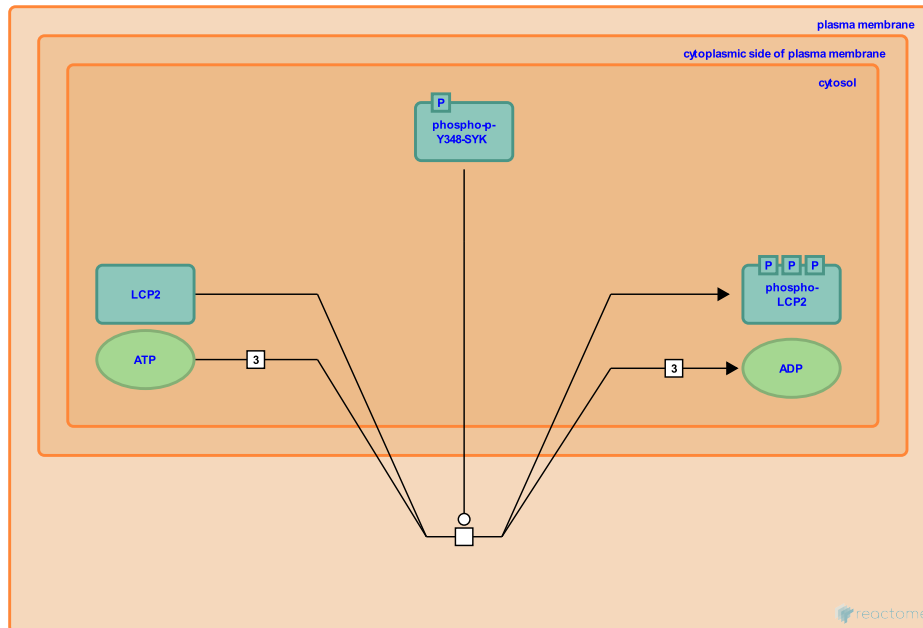 plasma membrane
cytoplasmic side of plasma membrane
cytosol
P
phospho-p-
Y348-SYK
LCP2
P P P
phospho-
LCP2
ATP
3
3
ADP
reactome